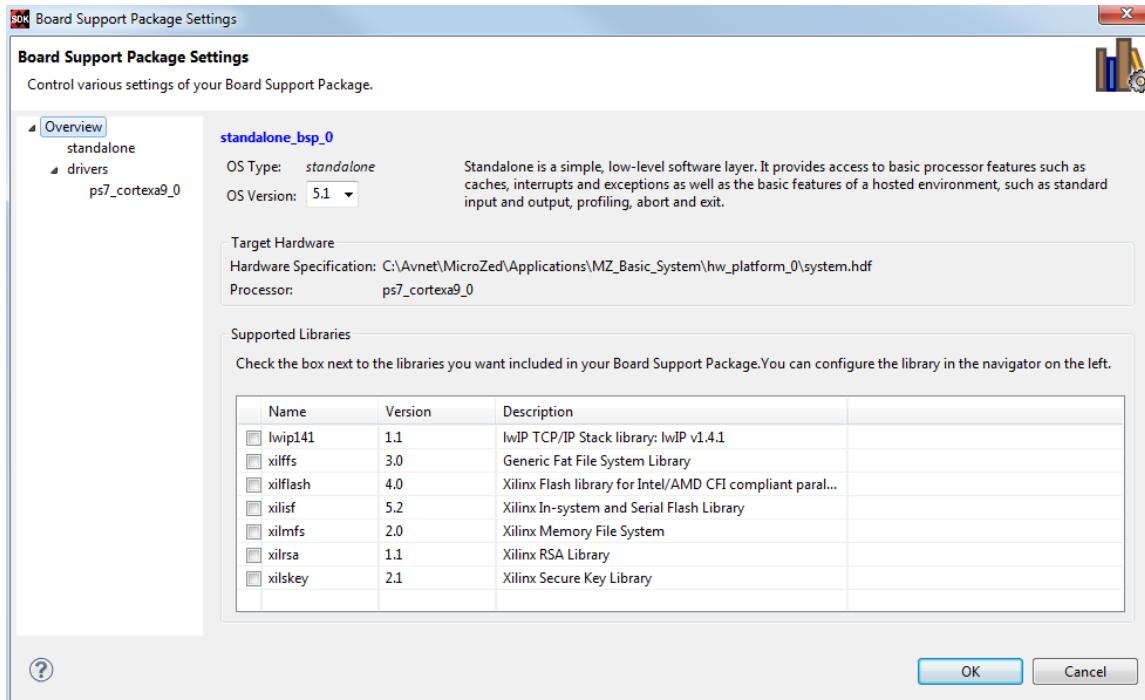 SDK Board Support Package Settings
Board Support Package Settings
Control various settings of your Board Support Package.
Overview
standalone
drivers
ps7_cortexa9_0
standalone_bsp_0
OS Type: standalone
OS Version: 5.1
Standalone is a simple, low-level software layer. It provides access to basic processor features such as
caches, interrupts and exceptions as well as the basic features of a hosted environment, such as standard
input and output, profiling, abort and exit.
Target Hardware
Hardware Specification: C:\Avnet\MicroZed\Applications\MZ_Basic_System\hw_platform_0\system.hdf
Processor: ps7_cortexa9_0
Supported Libraries
Check the box next to the libraries you want included in your Board Support Package.You can configure the library in the navigator on the left.
Name Version Description
lwip141 1.1 lwIP TCP/IP Stack library: lwIP v1.4.1
xilffs 3.0 Generic Fat File System Library
xilflash 4.0 Xilinx Flash library for Intel/AMD CFI compliant paral...
xilisf 5.2 Xilinx In-system and Serial Flash Library
xilmfs 2.0 Xilinx Memory File System
xilrsa 1.1 Xilinx RSA Library
xilskey 2.1 Xilinx Secure Key Library
?
OK Cancel